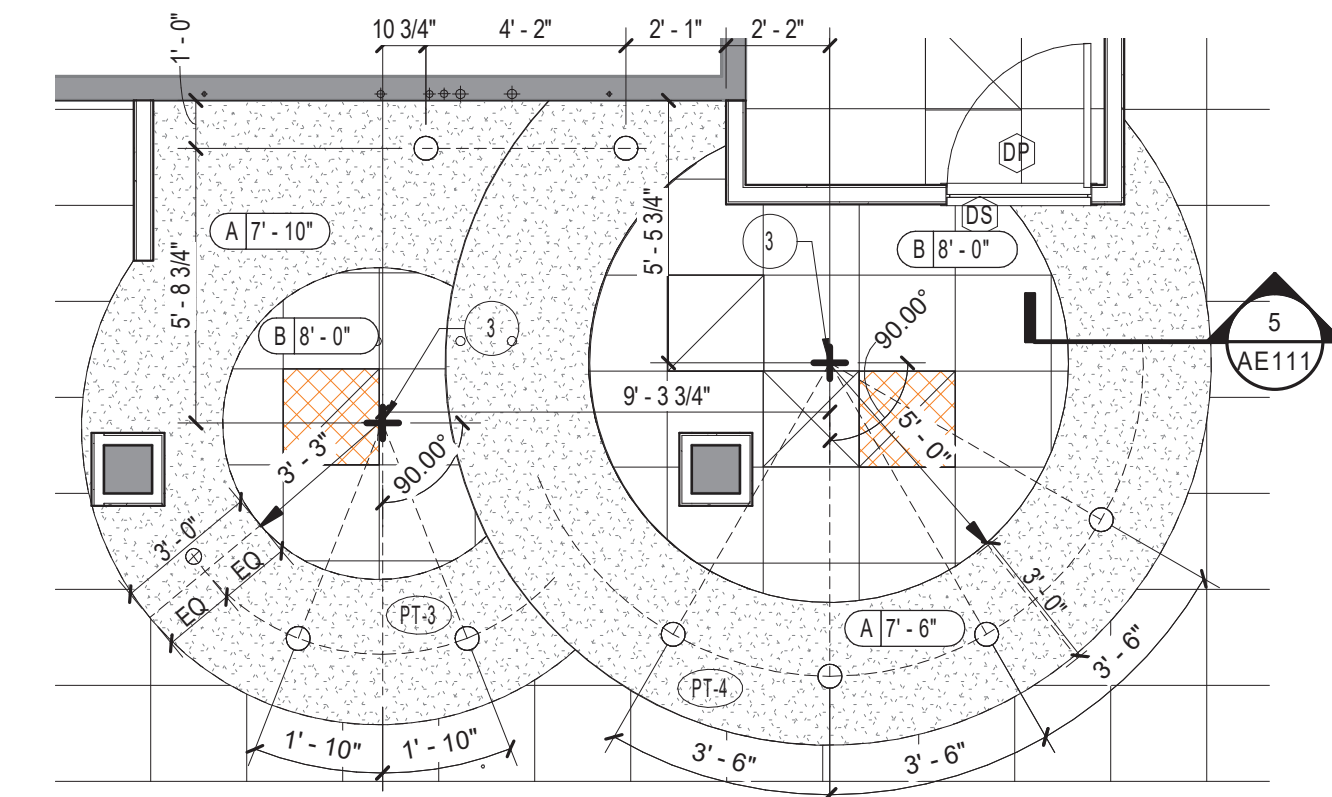 1' - 0"
10 3/4"
4' - 2"
2' - 1"
2' - 2"
DP
DS
A 7' - 10"
5' - 8 3/4"
5' - 5 3/4"
3
B 8' - 0"
B 8' - 0"
3
90.00°
5
AE111
9' - 3 3/4"
5' - 0"
3' - 3"
90.00°
3' - 0"
EQ
EQ
PT-3
3' - 0"
A 7' - 6"
3' - 6"
PT-4
1' - 10"
1' - 10"
3' - 6"
3' - 6"